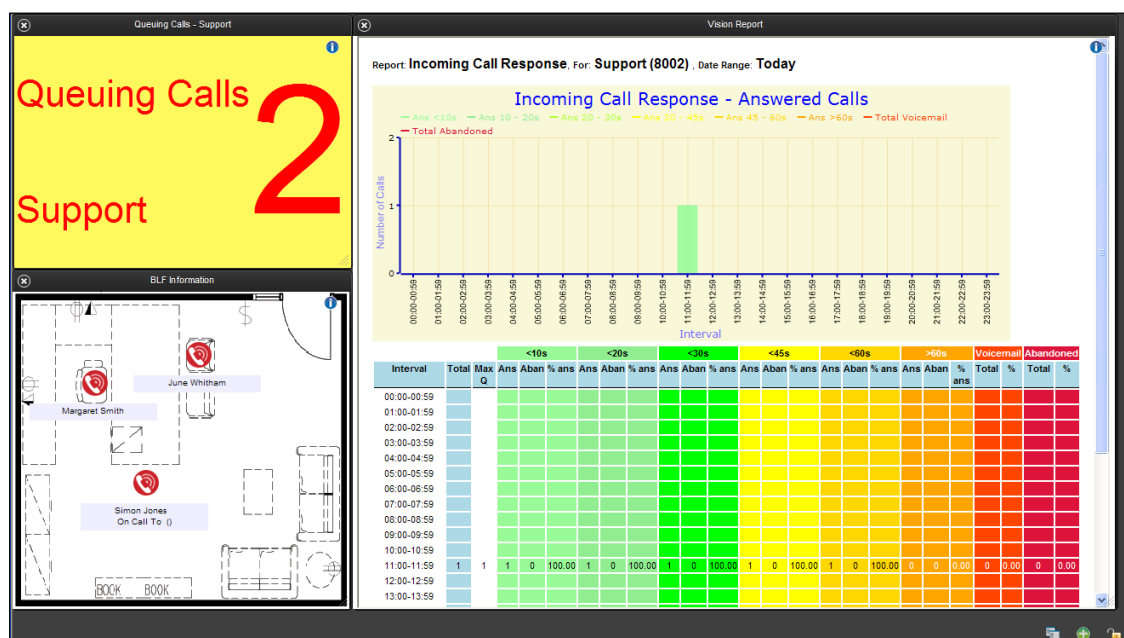 Queuing Calls - Support
Queuing Calls
2
Support
BLF Information
June Whitham
Margaret Smith
Simon Jones
On Call To ()
BOOK BOOK
Vision Report
Report: Incoming Call Response, For: Support (8002) , Date Range: Today
Incoming Call Response - Answered Calls
Ans <10s Ans 10 - 20s Ans 20 - 30s Ans 30 - 45s Ans 45 - 60s Ans >60s Total Voicemail
Total Abandoned
Number of Calls
2
1
0
00:00-00:59
01:00-01:59
02:00-02:59
03:00-03:59
04:00-04:59
05:00-05:59
06:00-06:59
07:00-07:59
08:00-08:59
09:00-09:59
10:00-10:59
11:00-11:59
12:00-12:59
13:00-13:59
14:00-14:59
15:00-15:59
16:00-16:59
17:00-17:59
18:00-18:59
19:00-19:59
20:00-20:59
21:00-21:59
22:00-22:59
23:00-23:59
Interval
<10s <20s <30s <45s <60s >60s Voicemail Abandoned
Interval Total Max Q Ans Aban % ans Ans Aban % ans Ans Aban % ans Ans Aban % ans Ans Aban % ans Ans Aban % ans Total % Total %
00:00-00:59
01:00-01:59
02:00-02:59
03:00-03:59
04:00-04:59
05:00-05:59
06:00-06:59
07:00-07:59
08:00-08:59
09:00-09:59
10:00-10:59
11:00-11:59 1 1 1 0 100.00 1 0 100.00 1 0 100.00 1 0 100.00 1 0 100.00 0 0 0.00 0 0.00 0 0.00
12:00-12:59
13:00-13:59